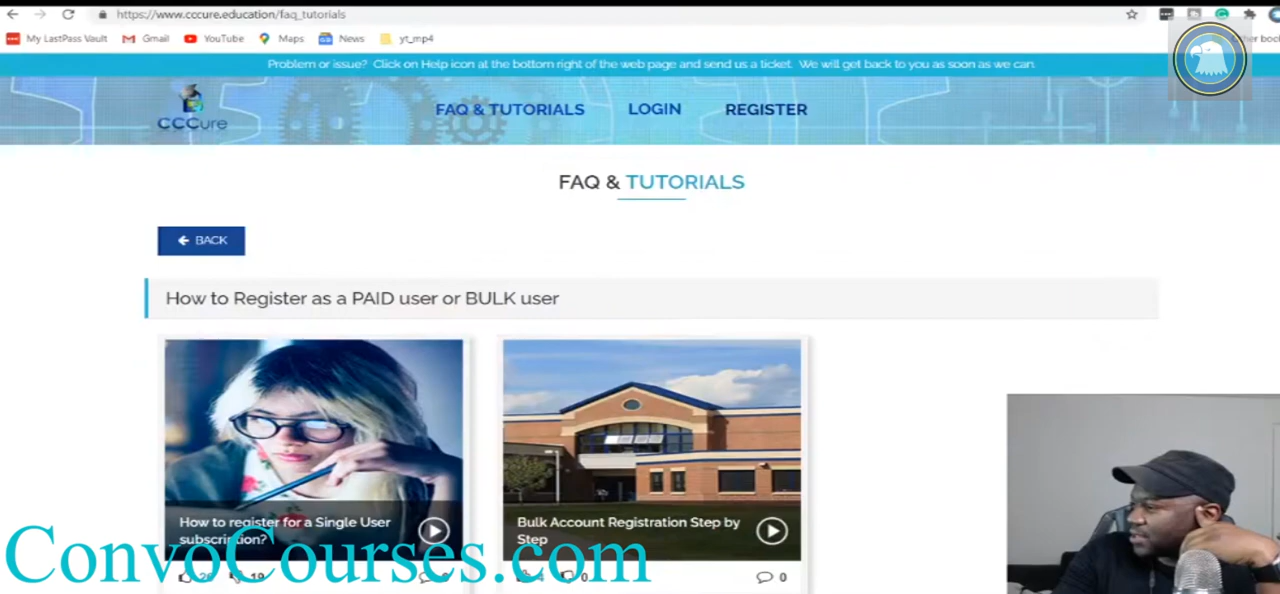 https://www.cccure.education/faq_tutorials
My LastPass Vault
Gmail
YouTube
Maps
News
yt_mp4
Problem or issue? Click on Help icon at the bottom right of the web page and send us a ticket. We will get back to you as soon as we can.
CCCure
FAQ & TUTORIALS
LOGIN
REGISTER
FAQ & TUTORIALS
BACK
How to Register as a PAID user or BULK user
How to register for a Single User
subscription?
Bulk Account Registration Step by
Step
ConvoCourses.com
19
0
0